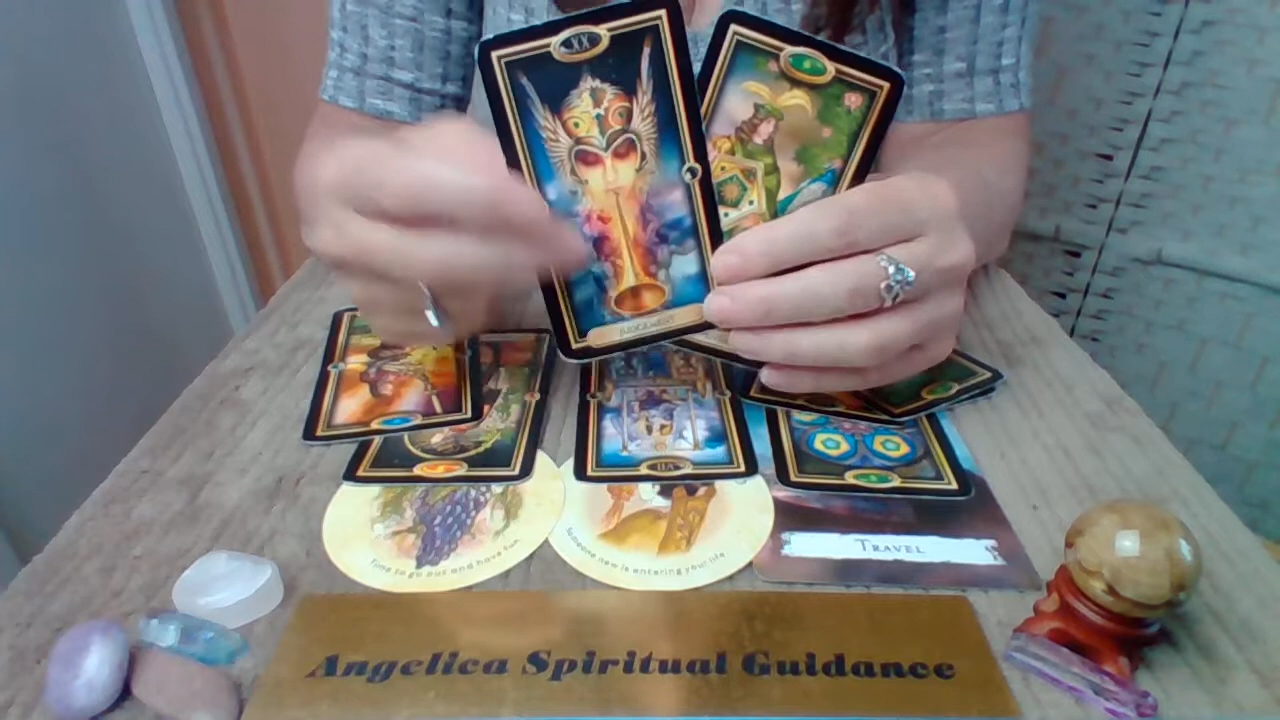 XX
JUDGEMENT
VII
Time to go out and have fun
Someone new is entering your life
TRAVEL
Angelica Spiritual Guidance